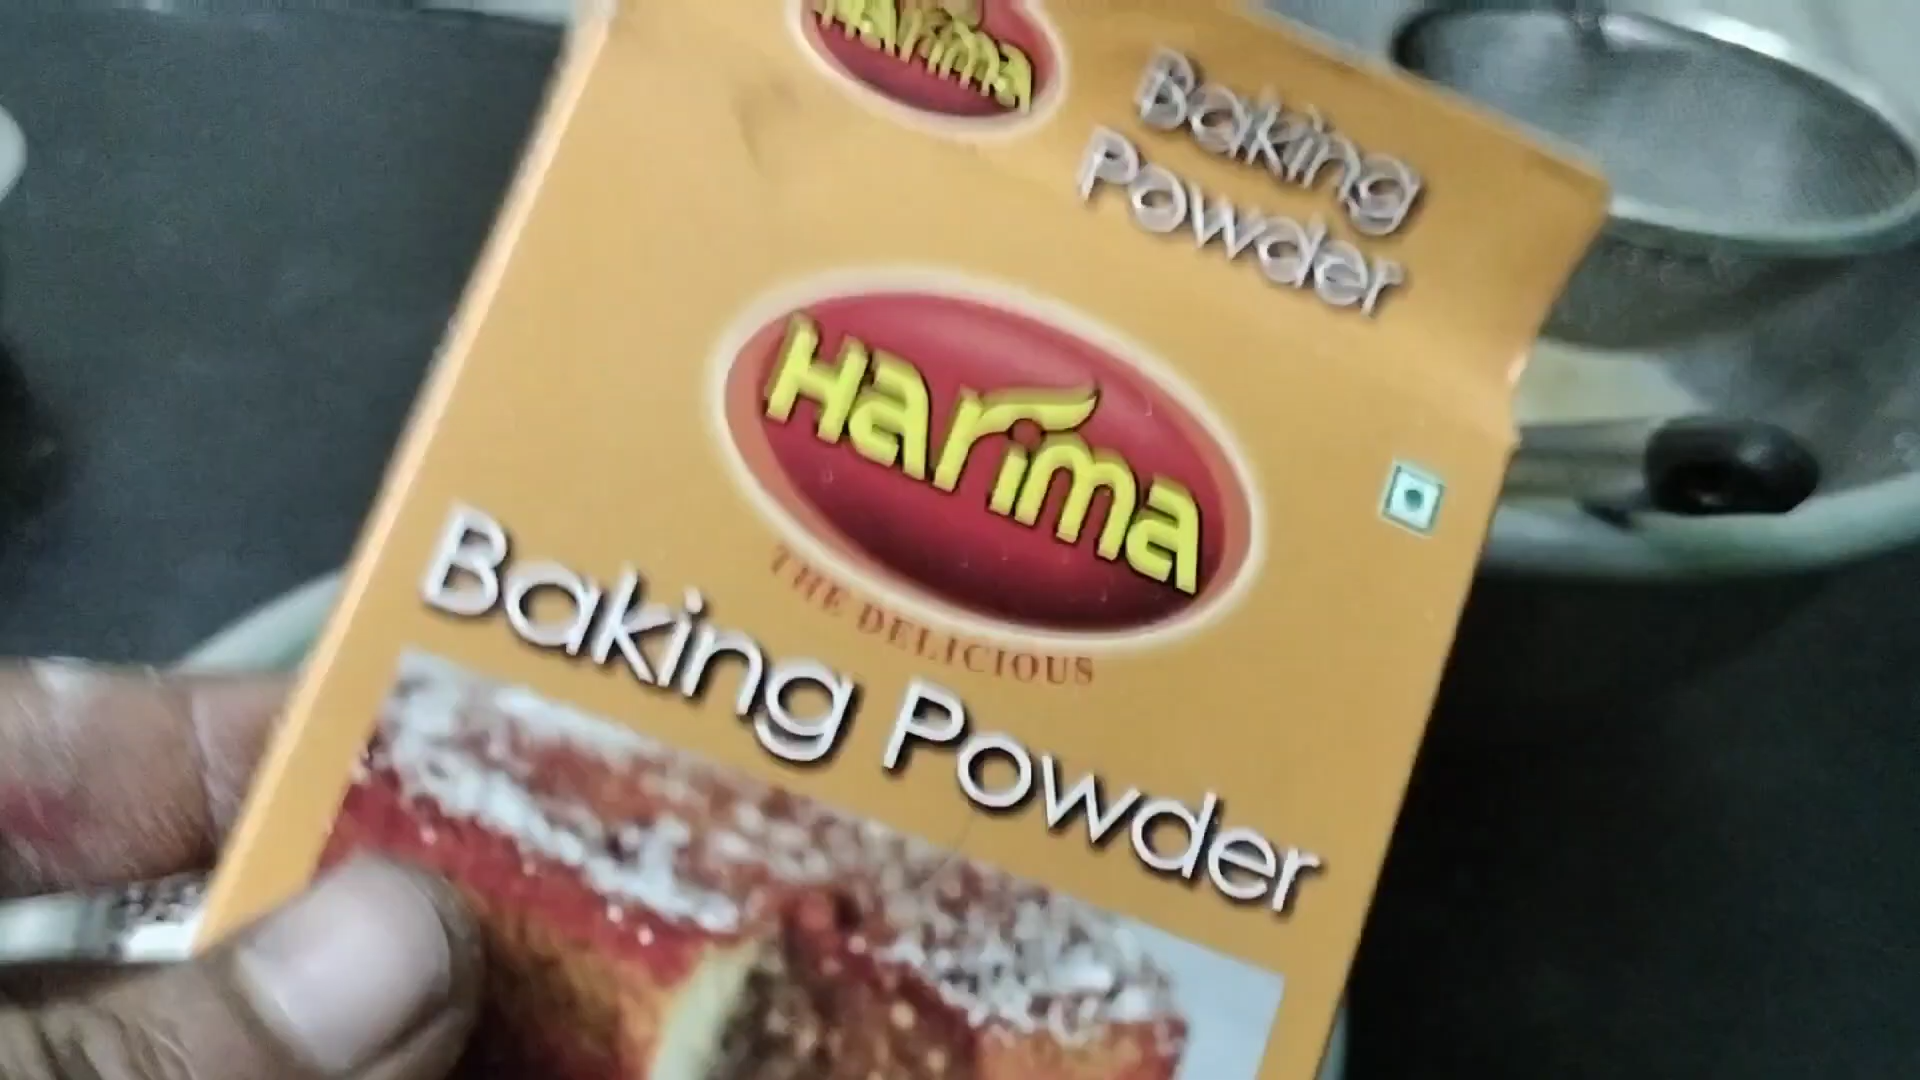 Harima
Baking
Powder
Harima
THE DELICIOUS
Baking Powder